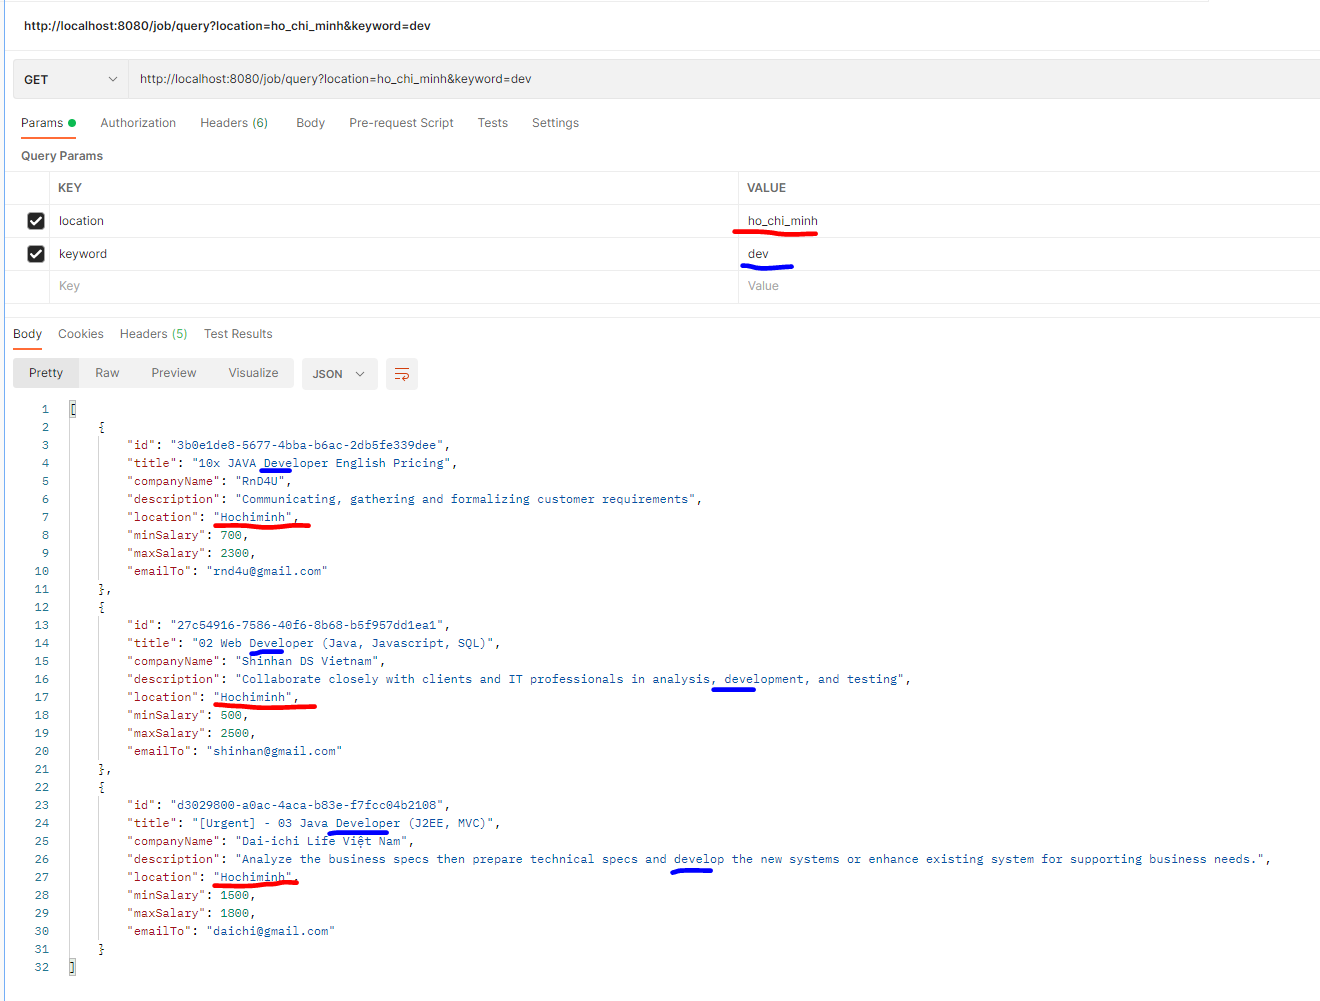 http://localhost:8080/job/query?location=ho_chi_minh&keyword=dev
GET http://localhost:8080/job/query?location=ho_chi_minh&keyword=dev
Params Authorization Headers (6) Body Pre-request Script Tests Settings
Query Params
KEY VALUE
location ho_chi_minh
keyword dev
Key Value
Body Cookies Headers (5) Test Results
Pretty Raw Preview Visualize JSON
1 [
2 {
3 "id": "3b0e1de8-5677-4bba-b6ac-2db5fe339dee",
4 "title": "10x JAVA Developer English Pricing",
5 "companyName": "RnD4U",
6 "description": "Communicating, gathering and formalizing customer requirements",
7 "location": "Hochiminh",
8 "minSalary": 700,
9 "maxSalary": 2300,
10 "emailTo": "rnd4u@gmail.com"
11 },
12 {
13 "id": "27c54916-7586-40f6-8b68-b5f957dd1ea1",
14 "title": "02 Web Developer (Java, Javascript, SQL)",
15 "companyName": "Shinhan DS Vietnam",
16 "description": "Collaborate closely with clients and IT professionals in analysis, development, and testing",
17 "location": "Hochiminh",
18 "minSalary": 500,
19 "maxSalary": 2500,
20 "emailTo": "shinhan@gmail.com"
21 },
22 {
23 "id": "d3029800-a0ac-4aca-b83e-f7fcc04b2108",
24 "title": "[Urgent] - 03 Java Developer (J2EE, MVC)",
25 "companyName": "Dai-ichi Life Việt Nam",
26 "description": "Analyze the business specs then prepare technical specs and develop the new systems or enhance existing system for supporting business needs.",
27 "location": "Hochiminh",
28 "minSalary": 1500,
29 "maxSalary": 1800,
30 "emailTo": "daichi@gmail.com"
31 }
32 ]